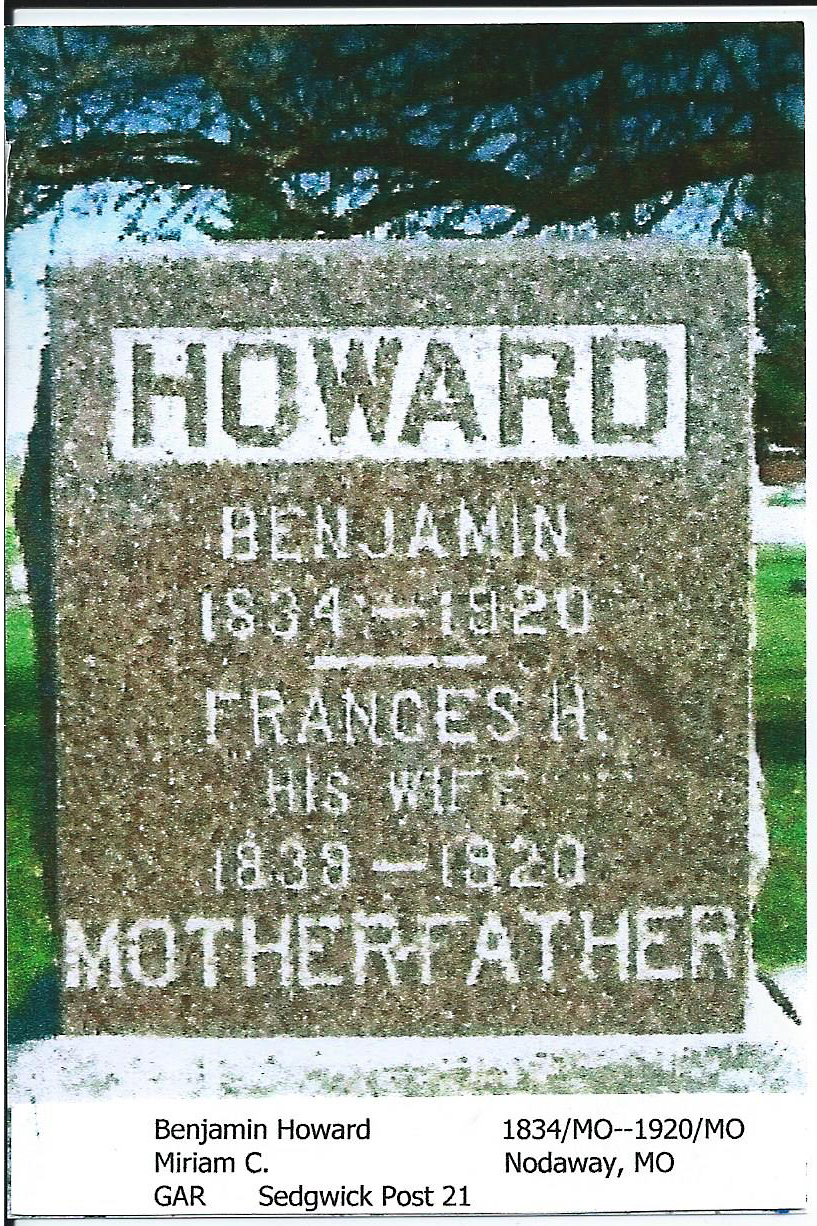 HOWARD
BENJAMIN
1834 — 1920
FRANCES H.
HIS WIFE
1839 — 1920
MOTHER-FATHER
Benjamin Howard 1834/MO--1920/MO
Miriam C. Nodaway, MO
GAR Sedgwick Post 21